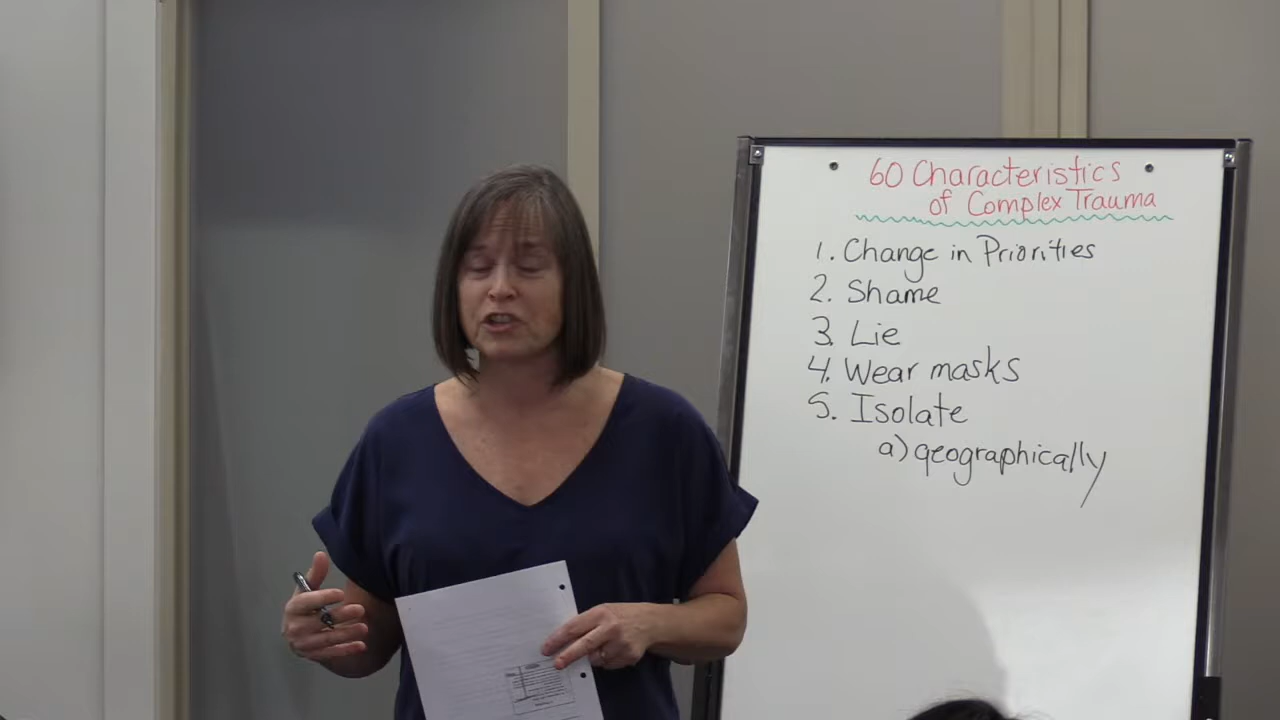 60 Characteristics
of Complex Trauma
1. Change in Priorities
2. Shame
3. Lie
4. Wear masks
5. Isolate
a) geographically